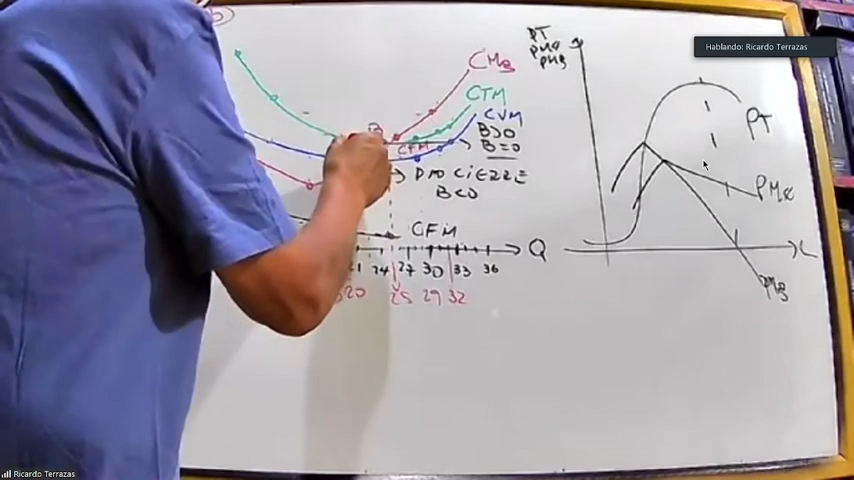 CMg
CTM
CVM
B>0
B=0
CFM
B<0
CFM
Q
24 27 30 33 36
20 25 29 32
PT
PMe
PMg
PT
PMe
PMg
L
Hablando: Ricardo Terrazas
Ricardo Terrazas